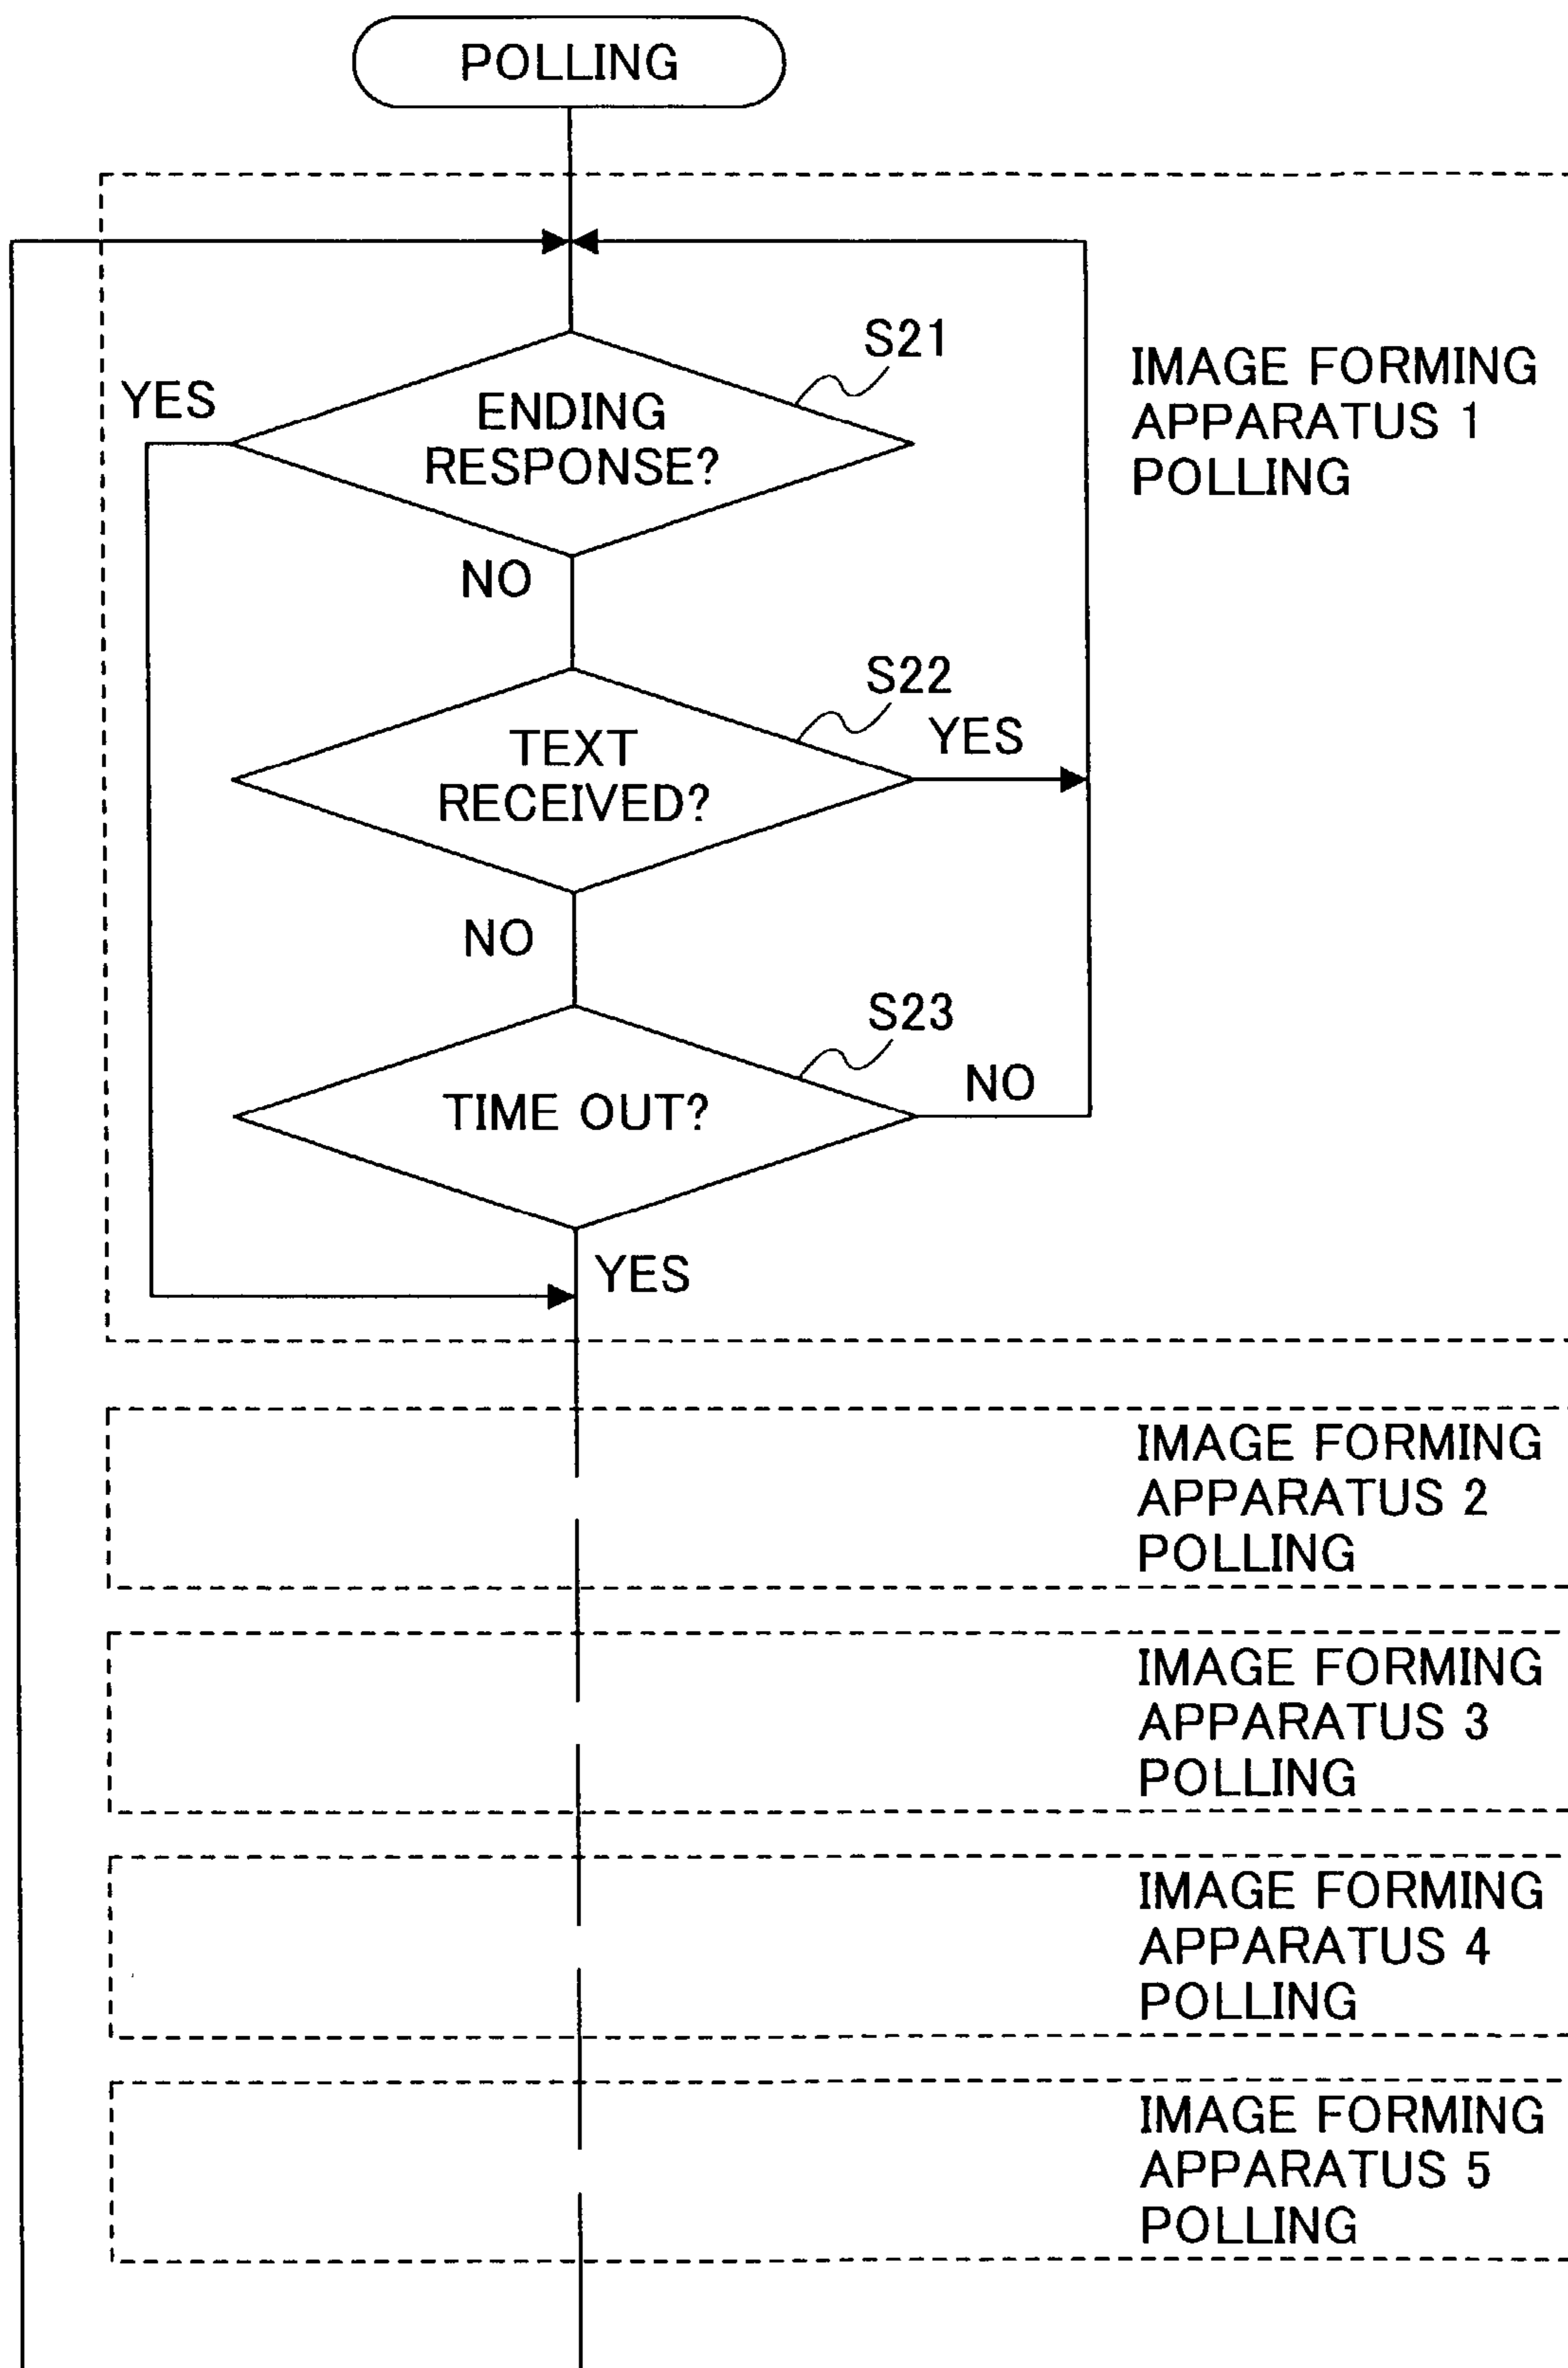 POLLING
S21
YES
ENDING
RESPONSE?
IMAGE FORMING
APPARATUS 1
POLLING
NO
S22
TEXT
RECEIVED?
YES
NO
S23
TIME OUT?
NO
YES
IMAGE FORMING
APPARATUS 2
POLLING
IMAGE FORMING
APPARATUS 3
POLLING
IMAGE FORMING
APPARATUS 4
POLLING
IMAGE FORMING
APPARATUS 5
POLLING